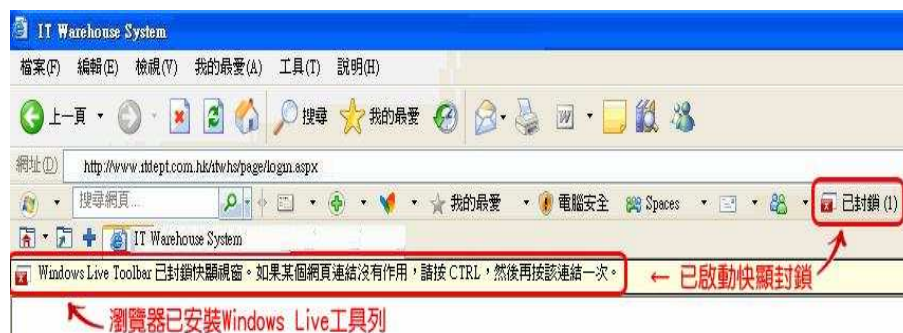 IT Warehouse System
檔案(F) 編輯(E) 檢視(V) 我的最愛(A) 工具(T) 說明(H)
上一頁 搜尋 我的最愛 W
網址(D) http://www.itdept.com.hk/itwhs/page/login.aspx
搜尋網頁... 我的最愛 電腦安全 Spaces 已封鎖 (1)
IT Warehouse System
Windows Live Toolbar 已封鎖快顯視窗。如果某個網頁連結沒有作用，請按 CTRL，然後再按該連結一次。 ← 已啟動快顯封鎖
瀏覽器已安裝Windows Live工具列